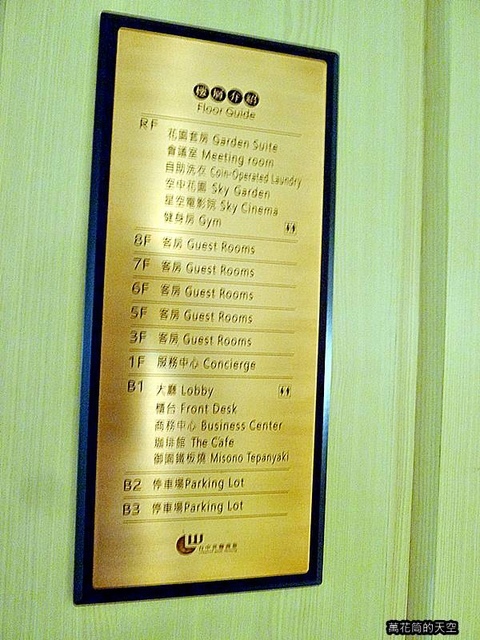 樓層介紹
Floor Guide
RF 花園套房 Garden Suite
會議室 Meeting room
自助洗衣 Coin-Operated Laundry
空中花園 Sky Garden
星空電影院 Sky Cinema
健身房 Gym
8F 客房 Guest Rooms
7F 客房 Guest Rooms
6F 客房 Guest Rooms
5F 客房 Guest Rooms
3F 客房 Guest Rooms
1F 服務中心 Concierge
B1 大廳 Lobby
櫃台 Front Desk
商務中心 Business Center
咖啡館 The Cafe
御園鐵板燒 Misono Tepanyaki
B2 停車場Parking Lot
B3 停車場Parking Lot
萬花筒的天空